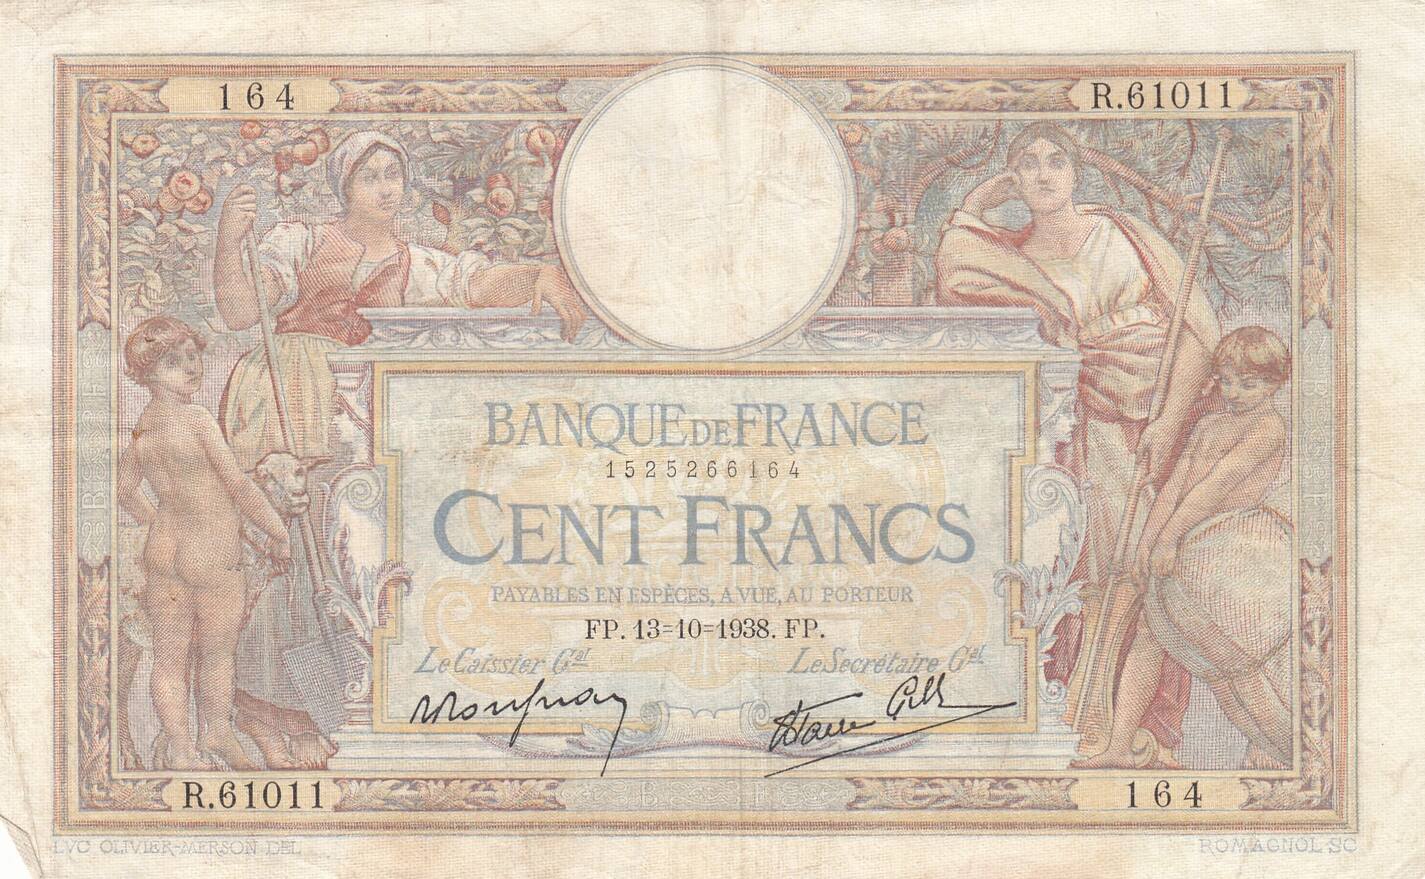 164 R.61011
BANQUE DE FRANCE
1525266164
CENT FRANCS
PAYABLES EN ESPÈCES, A VUE, AU PORTEUR
FP. 13=10=1938. FP.
Le Caissier Gal Le Secrétaire Gal
R.61011 164
LVC OLIVIER-MERSON DEL ROMAGNOL SC